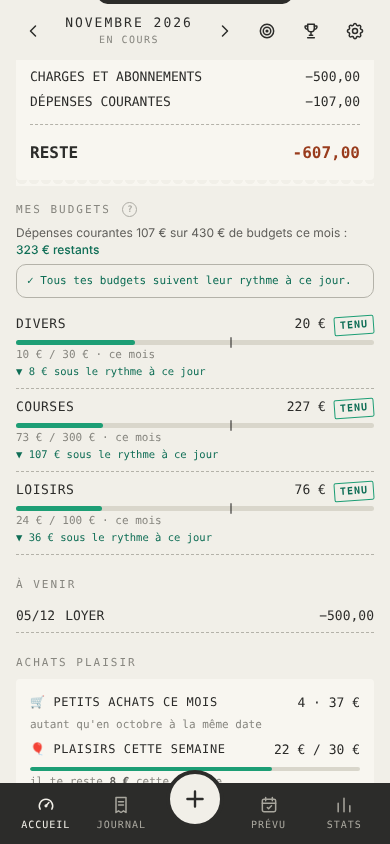 NOVEMBRE 2026
EN COURS
CHARGES ET ABONNEMENTS −500,00
DÉPENSES COURANTES −107,00
RESTE -607,00
MES BUDGETS ?
Dépenses courantes 107 € sur 430 € de budgets ce mois :
323 € restants
✓ Tous tes budgets suivent leur rythme à ce jour.
DIVERS 20 € TENU
10 € / 30 € · ce mois
▼ 8 € sous le rythme à ce jour
COURSES 227 € TENU
73 € / 300 € · ce mois
▼ 107 € sous le rythme à ce jour
LOISIRS 76 € TENU
24 € / 100 € · ce mois
▼ 36 € sous le rythme à ce jour
À VENIR
05/12 LOYER −500,00
ACHATS PLAISIR
🛒 PETITS ACHATS CE MOIS 4 · 37 €
autant qu'en octobre à la même date
🎈 PLAISIRS CETTE SEMAINE 22 € / 30 €
il te reste 8 € cette
ACCUEIL JOURNAL + PRÉVU STATS